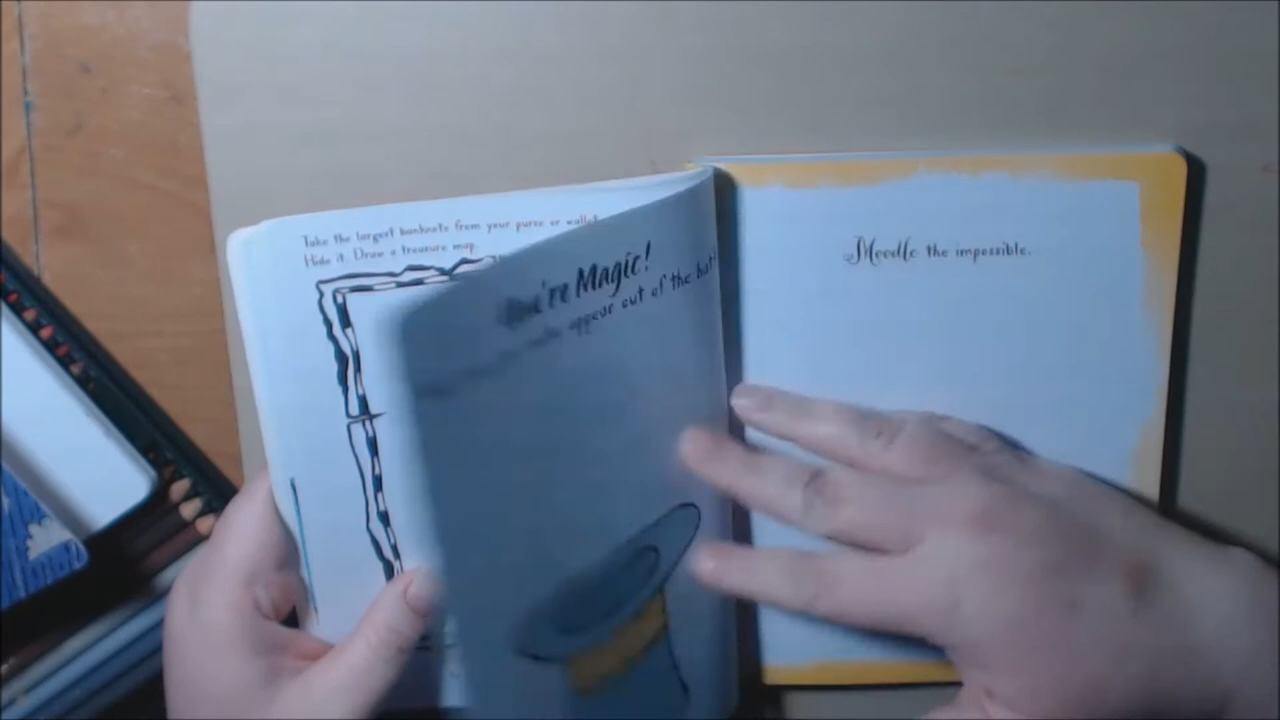 Take the largest banknote from your purse or wallet.
Hide it. Draw a treasure map.
You're Magic!
appear out of the hat!
Moodle the impossible.